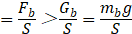 = F_b/S > G_b/S = m_b g/S